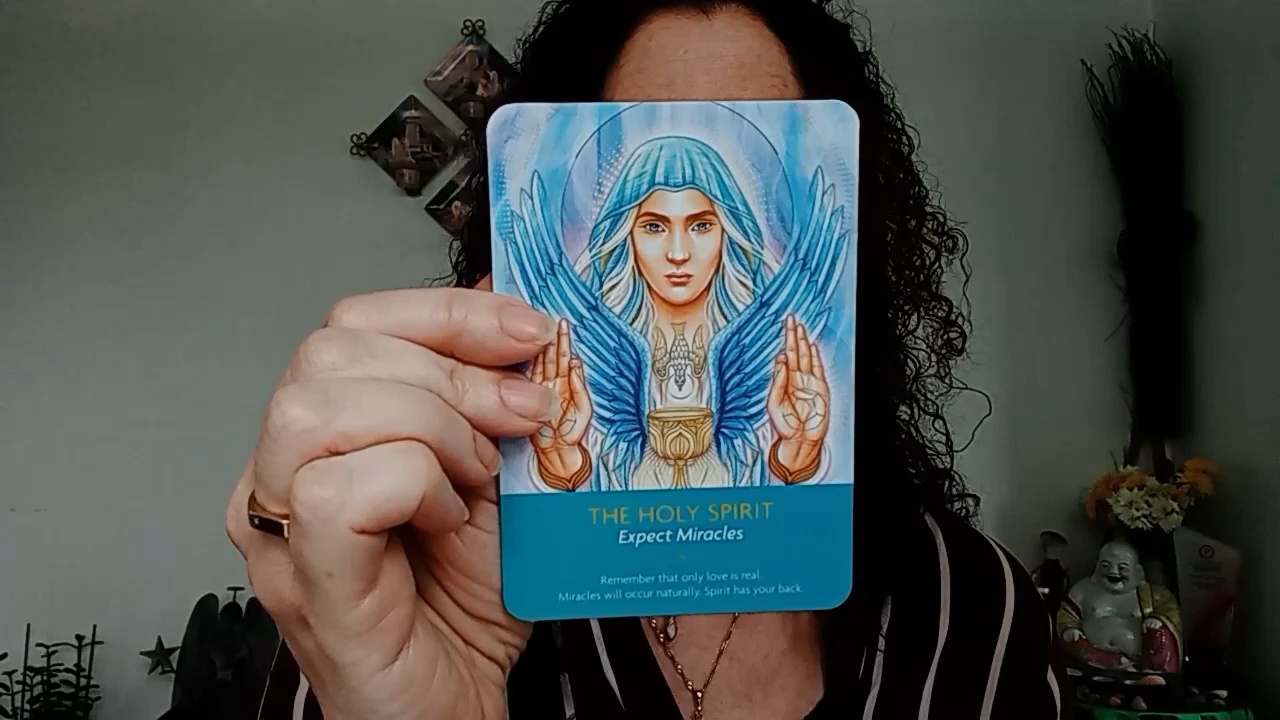 THE HOLY SPIRIT
Expect Miracles
Remember that only love is real.
Miracles will occur naturally. Spirit has your back.